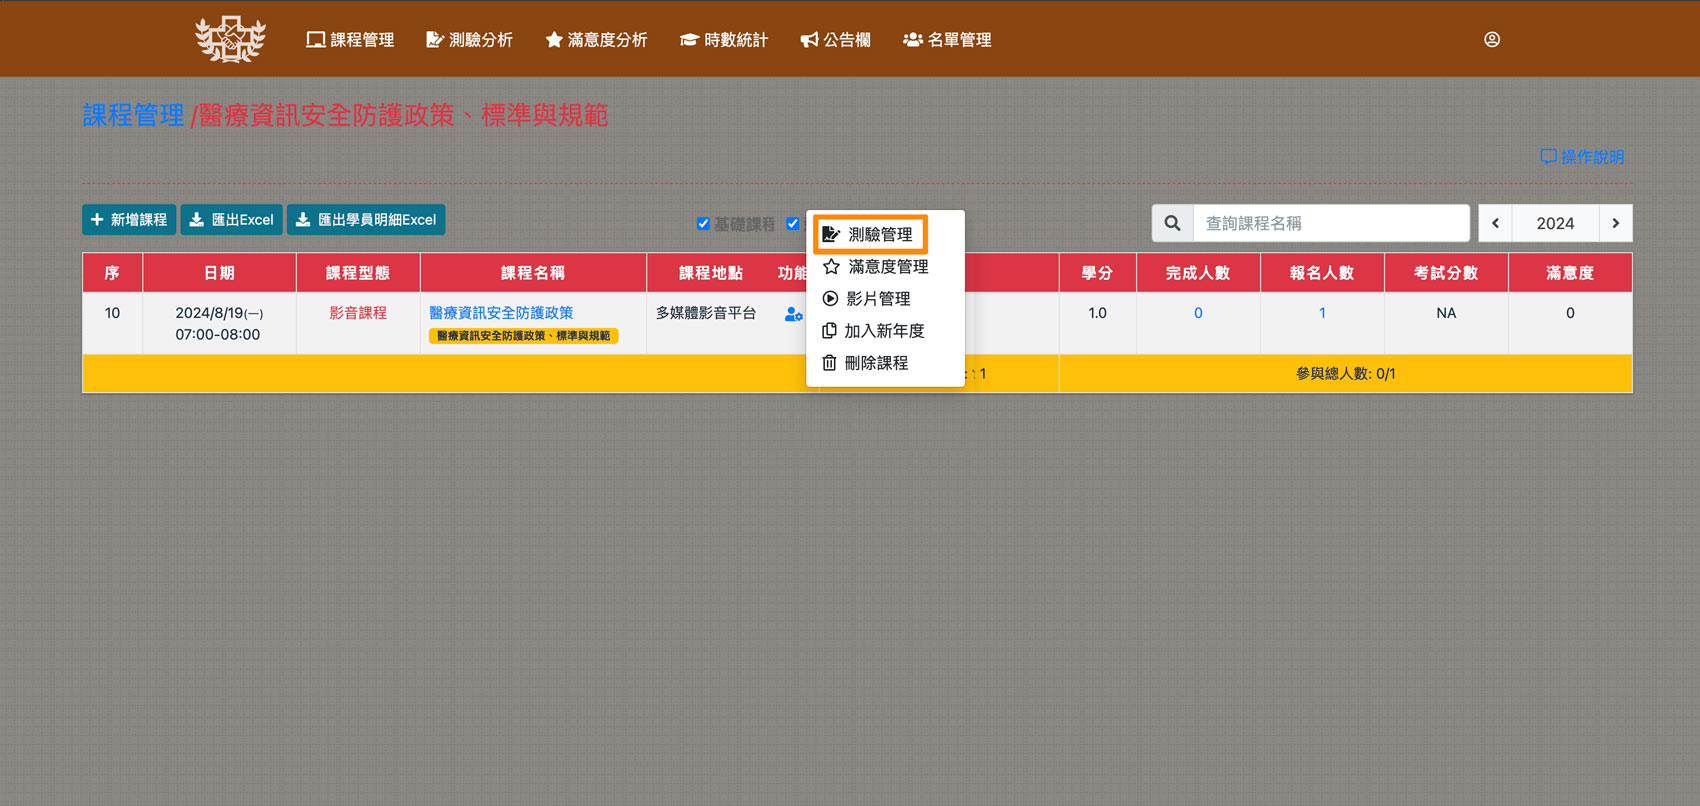 課程管理 測驗分析 滿意度分析 時數統計 公告欄 名單管理
課程管理 /醫療資訊安全防護政策、標準與規範
操作說明
新增課程 匯出Excel 匯出學員明細Excel 基礎課程 查詢課程名稱 2024
測驗管理
滿意度管理
影片管理
加入新年度
刪除課程
序 日期 課程型態 課程名稱 課程地點 功能 學分 完成人數 報名人數 考試分數 滿意度
10 2024/8/19(一) 影音課程 醫療資訊安全防護政策 多媒體影音平台 1.0 0 1 NA 0
07:00-08:00 醫療資訊安全防護政策、標準與規範
: 1 參與總人數: 0/1